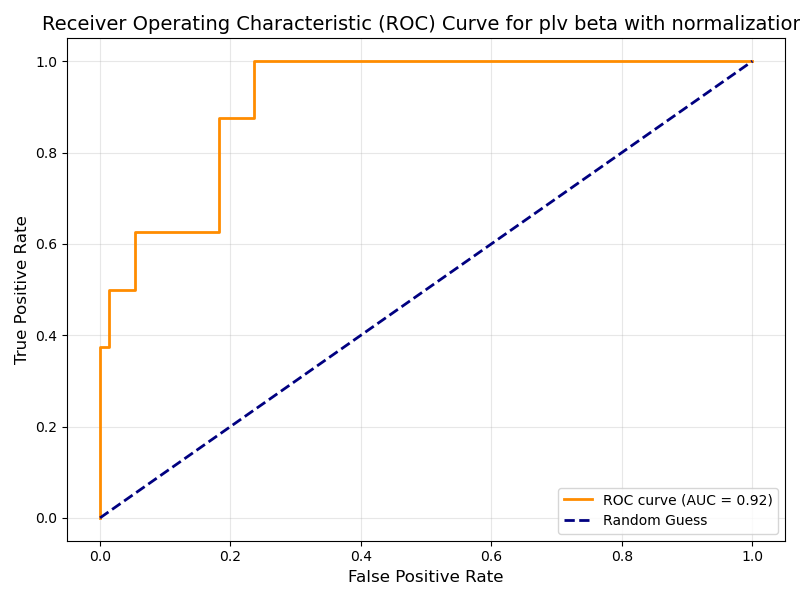 Receiver Operating Characteristic (ROC) Curve for plv beta with normalization
1.0
0.8
0.6
0.4
0.2
0.0
True Positive Rate
0.0 0.2 0.4 0.6 0.8 1.0
False Positive Rate
ROC curve (AUC = 0.92)
Random Guess